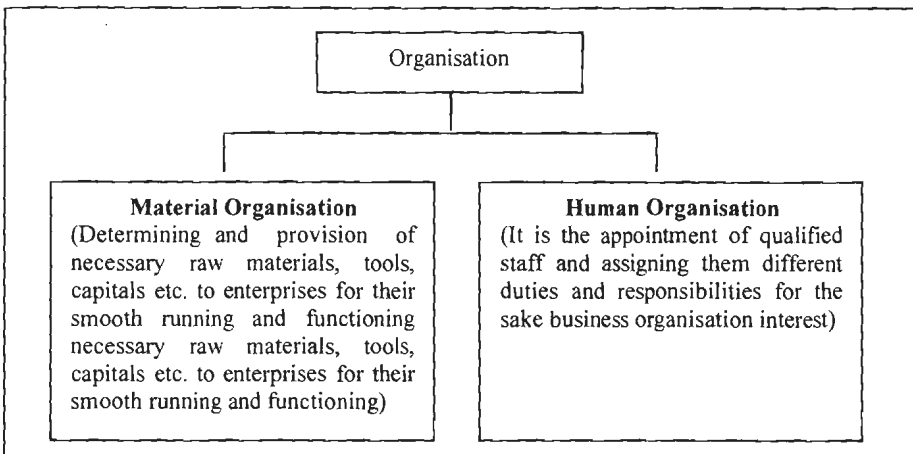 Organisation
Material Organisation
(Determining and provision of
necessary raw materials, tools,
capitals etc. to enterprises for their
smooth running and functioning
necessary raw materials, tools,
capitals etc. to enterprises for their
smooth running and functioning)
Human Organisation
(It is the appointment of qualified
staff and assigning them different
duties and responsibilities for the
sake business organisation interest)